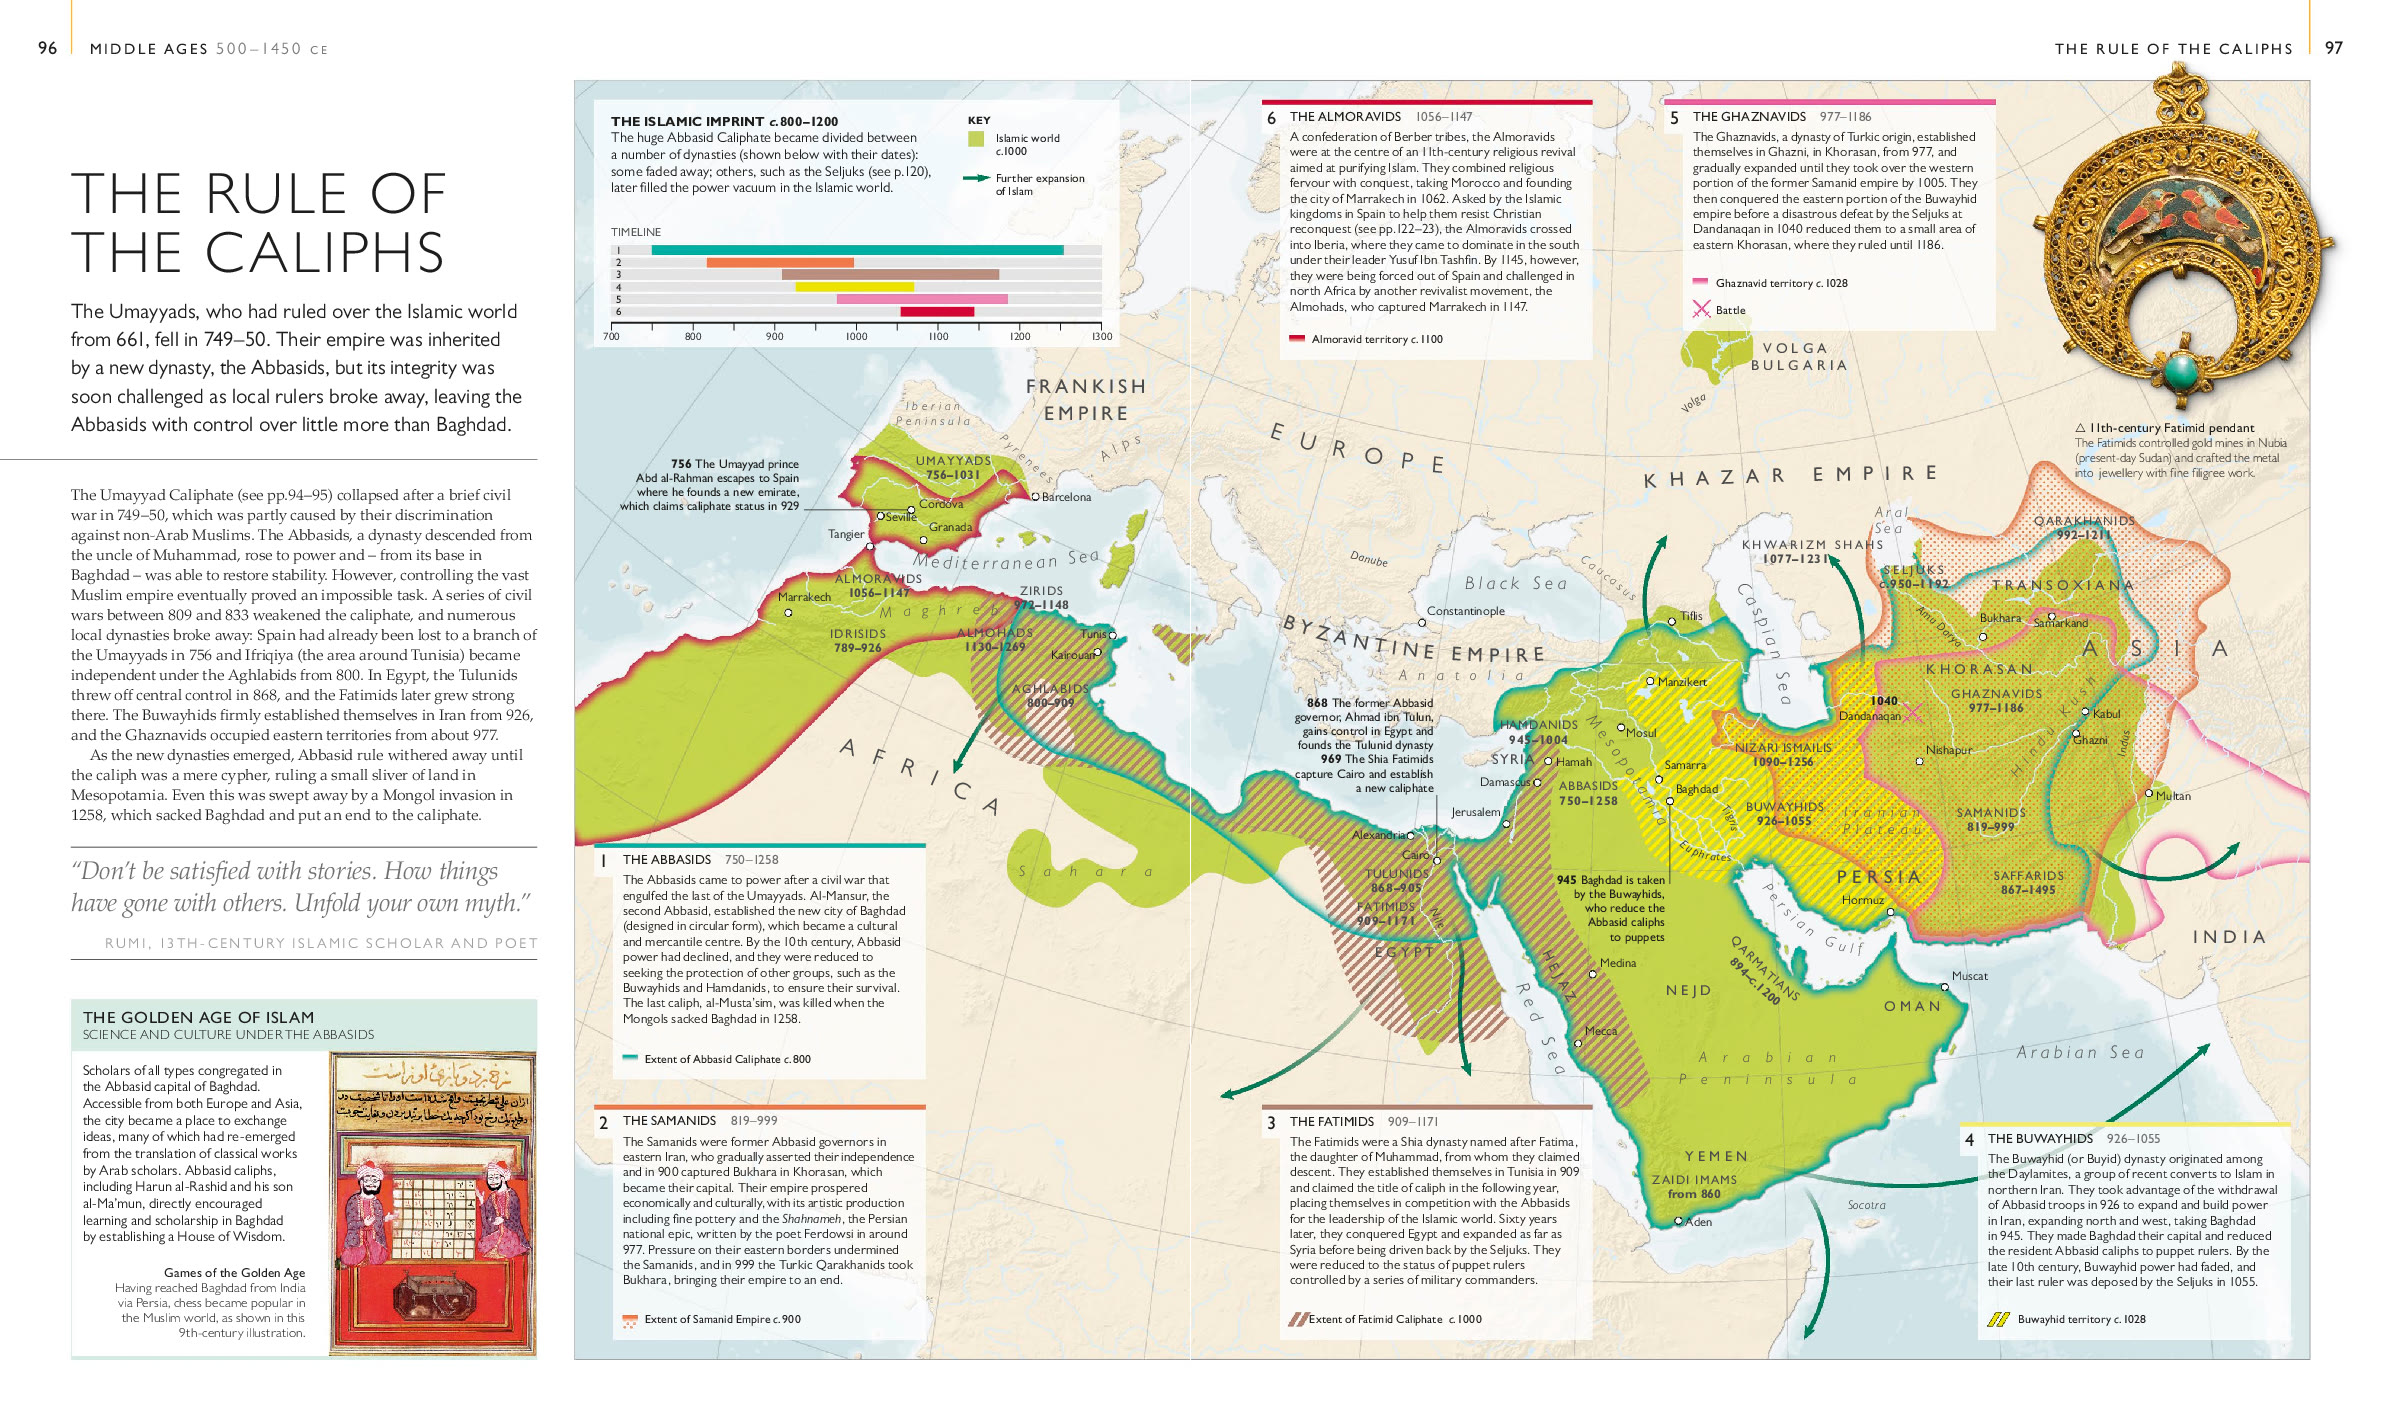 96
MIDDLE AGES 500–1450 CE
THE RULE OF THE CALIPHS
97
THE RULE OF
THE CALIPHS
The Umayyads, who had ruled over the Islamic world
from 661, fell in 749–50. Their empire was inherited
by a new dynasty, the Abbasids, but its integrity was
soon challenged as local rulers broke away, leaving the
Abbasids with control over little more than Baghdad.
The Umayyad Caliphate (see pp.94–95) collapsed after a brief civil
war in 749–50, which was partly caused by their discrimination
against non-Arab Muslims. The Abbasids, a dynasty descended from
the uncle of Muhammad, rose to power and – from its base in
Baghdad – was able to restore stability. However, controlling the vast
Muslim empire eventually proved an impossible task. A series of civil
wars between 809 and 833 weakened the caliphate, and numerous
local dynasties broke away: Spain had already been lost to a branch of
the Umayyads in 756 and Ifriqiya (the area around Tunisia) became
independent under the Aghlabids from 800. In Egypt, the Tulunids
threw off central control in 868, and the Fatimids later grew strong
there. The Buwayhids firmly established themselves in Iran from 926,
and the Ghaznavids occupied eastern territories from about 977.
As the new dynasties emerged, Abbasid rule withered away until
the caliph was a mere cypher, ruling a small sliver of land in
Mesopotamia. Even this was swept away by a Mongol invasion in
1258, which sacked Baghdad and put an end to the caliphate.
“Don’t be satisfied with stories. How things
have gone with others. Unfold your own myth.”
RUMI, 13TH-CENTURY ISLAMIC SCHOLAR AND POET
THE GOLDEN AGE OF ISLAM
SCIENCE AND CULTURE UNDER THE ABBASIDS
Scholars of all types congregated in
the Abbasid capital of Baghdad.
Accessible from both Europe and Asia,
the city became a place to exchange
ideas, many of which had re-emerged
from the translation of classical works
by Arab scholars. Abbasid caliphs,
including Harun al-Rashid and his son
al-Ma’mun, directly encouraged
learning and scholarship in Baghdad
by establishing a House of Wisdom.
Games of the Golden Age
Having reached Baghdad from India
via Persia, chess became popular in
the Muslim world, as shown in this
9th-century illustration.
THE ISLAMIC IMPRINT c.800–1200
The huge Abbasid Caliphate became divided between
a number of dynasties (shown below with their dates):
some faded away; others, such as the Seljuks (see p.120),
later filled the power vacuum in the Islamic world.
KEY
Islamic world
c.1000
Further expansion
of Islam
TIMELINE
1
2
3
4
5
6
700 800 900 1000 1100 1200 1300
6 THE ALMORAVIDS 1056–1147
A confederation of Berber tribes, the Almoravids
were at the centre of an 11th-century religious revival
aimed at purifying Islam. They combined religious
fervour with conquest, taking Morocco and founding
the city of Marrakech in 1062. Asked by the Islamic
kingdoms in Spain to help them resist Christian
reconquest (see pp.122–23), the Almoravids crossed
into Iberia, where they came to dominate in the south
under their leader Yusuf Ibn Tashfin. By 1145, however,
they were being forced out of Spain and challenged in
north Africa by another revivalist movement, the
Almohads, who captured Marrakech in 1147.
Almoravid territory c.1100
5 THE GHAZNAVIDS 977–1186
The Ghaznavids, a dynasty of Turkic origin, established
themselves in Ghazni, in Khorasan, from 977, and
gradually expanded until they took over the western
portion of the former Samanid empire by 1005. They
then conquered the eastern portion of the Buwayhid
empire before a disastrous defeat by the Seljuks at
Dandanaqan in 1040 reduced them to a small area of
eastern Khorasan, where they ruled until 1186.
Ghaznavid territory c.1028
Battle
△ 11th-century Fatimid pendant
The Fatimids controlled gold mines in Nubia
(present-day Sudan) and crafted the metal
into jewellery with fine filigree work.
VOLGA
BULGARIA
Volga
FRANKISH
EMPIRE
Iberian
Peninsula
Pyrenees
Alps
EUROPE
KHAZAR EMPIRE
756 The Umayyad prince
Abd al-Rahman escapes to Spain
where he founds a new emirate,
which claims caliphate status in 929
UMAYYADS
756–1031
Barcelona
Cordova
Seville
Granada
Tangier
Mediterranean Sea
Danube
Black Sea
Caucasus
Aral
Sea
KHWARIZM SHAHS
1077–1231
QARAKHANIDS
992–1211
SELJUKS
c.950–1192
TRANSOXIANA
ALMORAVIDS
1056–1147
Marrakech
Maghreb
ZIRIDS
972–1148
IDRISIDS
789–926
ALMOHADS
1130–1269
Tunis
Kairouan
AGHLABIDS
800–909
Constantinople
BYZANTINE EMPIRE
Anatolia
Tiflis
Caspian Sea
Amu Darya
Bukhara
Samarkand
ASIA
KHORASAN
Manzikert
1040
Dandanaqan
GHAZNAVIDS
977–1186
Hindu Kush
Kabul
Ghazni
Indus
868 The former Abbasid
governor, Ahmad ibn Tulun,
gains control in Egypt and
founds the Tulunid dynasty
969 The Shia Fatimids
capture Cairo and establish
a new caliphate
HAMDANIDS
945–1004
Mesopotamia
Mosul
SYRIA
Hamah
Damascus
ABBASIDS
750–1258
Samarra
Baghdad
NIZARI ISMAILIS
1090–1256
Nishapur
AFRICA
Jerusalem
Tigris
BUWAYHIDS
926–1055
Iranian
Plateau
SAMANIDS
819–999
Multan
Alexandria
Cairo
Euphrates
Sahara
TULUNIDS
868–905
FATIMIDS
909–1171
Nile
EGYPT
945 Baghdad is taken
by the Buwayhids,
who reduce the
Abbasid caliphs
to puppets
PERSIA
Hormuz
Persian Gulf
SAFFARIDS
867–1495
INDIA
HEJAZ
Medina
QARMATIANS
894–c.1200
NEJD
Muscat
OMAN
Red Sea
Mecca
Arabian
Peninsula
Arabian Sea
YEMEN
ZAIDI IMAMS
from 860
Aden
Socotra
1 THE ABBASIDS 750–1258
The Abbasids came to power after a civil war that
engulfed the last of the Umayyads. Al-Mansur, the
second Abbasid, established the new city of Baghdad
(designed in circular form), which became a cultural
and mercantile centre. By the 10th century, Abbasid
power had declined, and they were reduced to
seeking the protection of other groups, such as the
Buwayhids and Hamdanids, to ensure their survival.
The last caliph, al-Musta’sim, was killed when the
Mongols sacked Baghdad in 1258.
Extent of Abbasid Caliphate c.800
2 THE SAMANIDS 819–999
The Samanids were former Abbasid governors in
eastern Iran, who gradually asserted their independence
and in 900 captured Bukhara in Khorasan, which
became their capital. Their empire prospered
economically and culturally, with its artistic production
including fine pottery and the Shahnameh, the Persian
national epic, written by the poet Ferdowsi in around
977. Pressure on their eastern borders undermined
the Samanids, and in 999 the Turkic Qarakhanids took
Bukhara, bringing their empire to an end.
Extent of Samanid Empire c.900
3 THE FATIMIDS 909–1171
The Fatimids were a Shia dynasty named after Fatima,
the daughter of Muhammad, from whom they claimed
descent. They established themselves in Tunisia in 909
and claimed the title of caliph in the following year,
placing themselves in competition with the Abbasids
for the leadership of the Islamic world. Sixty years
later, they conquered Egypt and expanded as far as
Syria before being driven back by the Seljuks. They
were reduced to the status of puppet rulers
controlled by a series of military commanders.
Extent of Fatimid Caliphate c.1000
4 THE BUWAYHIDS 926–1055
The Buwayhid (or Buyid) dynasty originated among
the Daylamites, a group of recent converts to Islam in
northern Iran. They took advantage of the withdrawal
of Abbasid troops in 926 to expand and build power
in Iran, expanding north and west, taking Baghdad
in 945. They made Baghdad their capital and reduced
the resident Abbasid caliphs to puppet rulers. By the
late 10th century, Buwayhid power had faded, and
their last ruler was deposed by the Seljuks in 1055.
Buwayhid territory c.1028